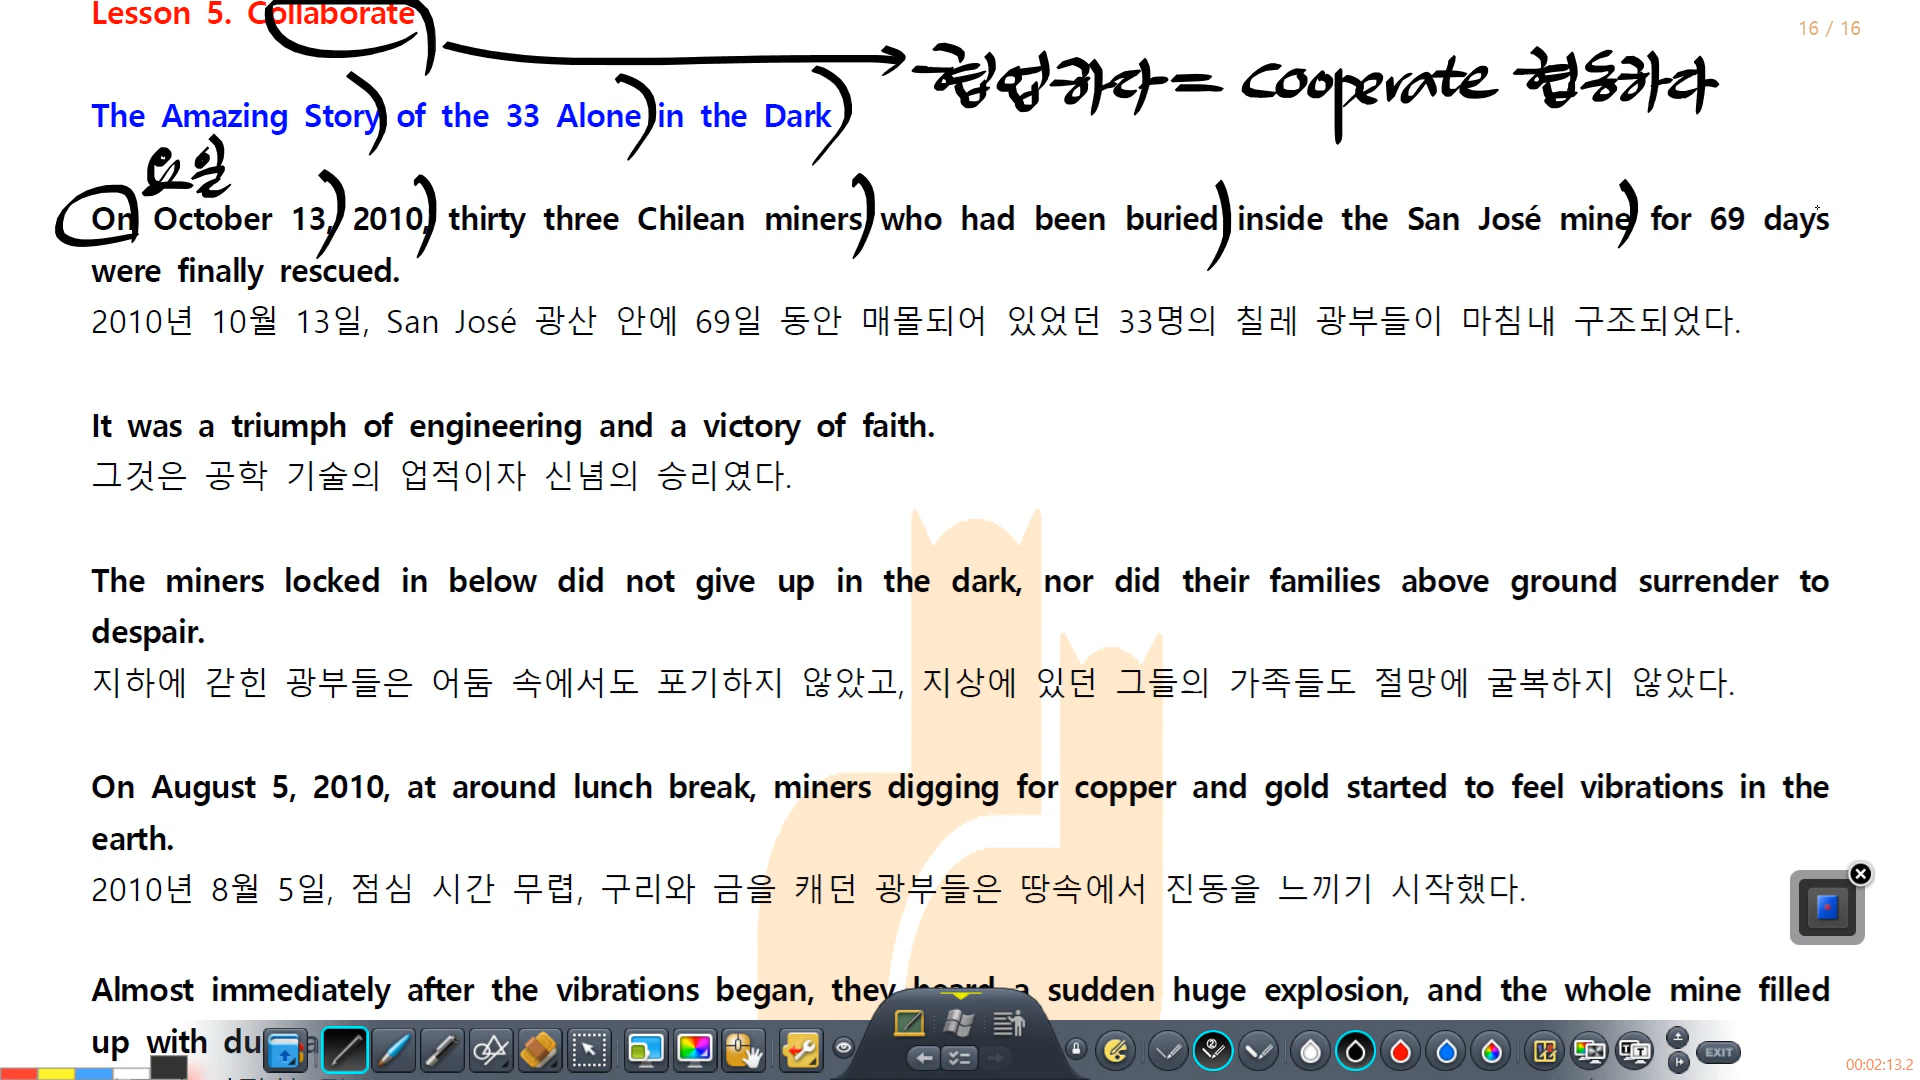 Lesson 5. Collaborate
16 / 16
협업하다 = cooperate 협동하다
The Amazing Story of the 33 Alone in the Dark
요일
On October 13, 2010, thirty three Chilean miners who had been buried inside the San José mine for 69 days
were finally rescued.
2010년 10월 13일, San José 광산 안에 69일 동안 매몰되어 있었던 33명의 칠레 광부들이 마침내 구조되었다.
It was a triumph of engineering and a victory of faith.
그것은 공학 기술의 업적이자 신념의 승리였다.
The miners locked in below did not give up in the dark, nor did their families above ground surrender to
despair.
지하에 갇힌 광부들은 어둠 속에서도 포기하지 않았고, 지상에 있던 그들의 가족들도 절망에 굴복하지 않았다.
On August 5, 2010, at around lunch break, miners digging for copper and gold started to feel vibrations in the
earth.
2010년 8월 5일, 점심 시간 무렵, 구리와 금을 캐던 광부들은 땅속에서 진동을 느끼기 시작했다.
Almost immediately after the vibrations began, they heard a sudden huge explosion, and the whole mine filled
up with
EXIT
00:02:13.2